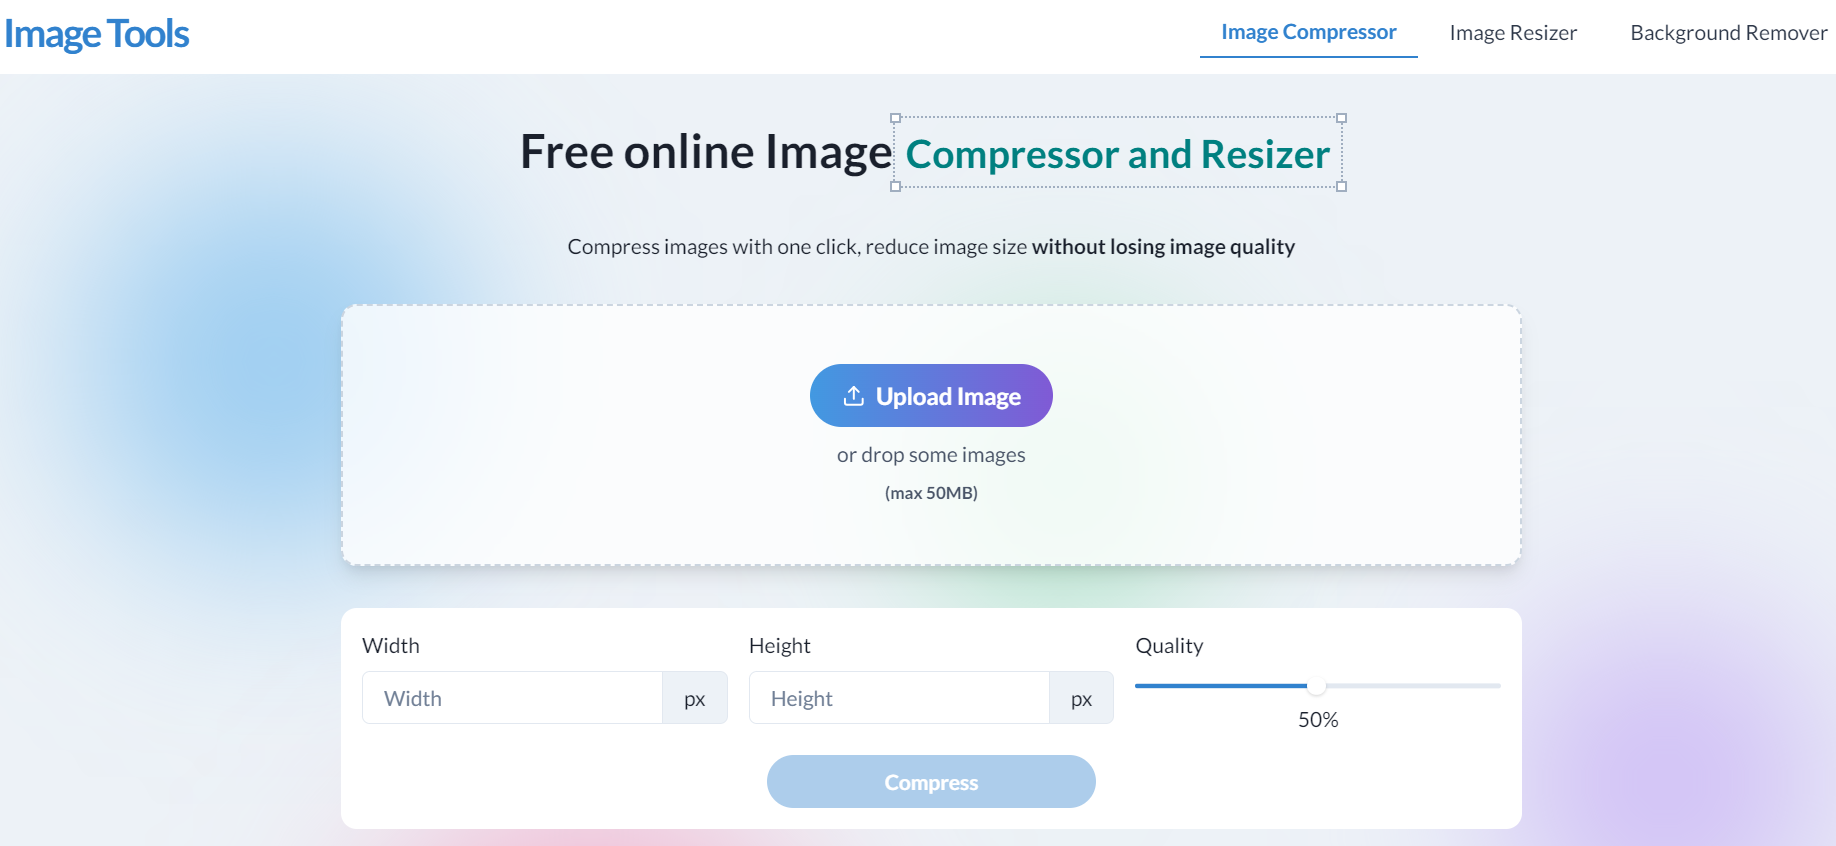 Image Tools
Image Compressor
Image Resizer
Background Remover
Free online Image Compressor and Resizer
Compress images with one click, reduce image size without losing image quality
Upload Image
or drop some images
(max 50MB)
Width
Height
Quality
Width px
Height px
50%
Compress